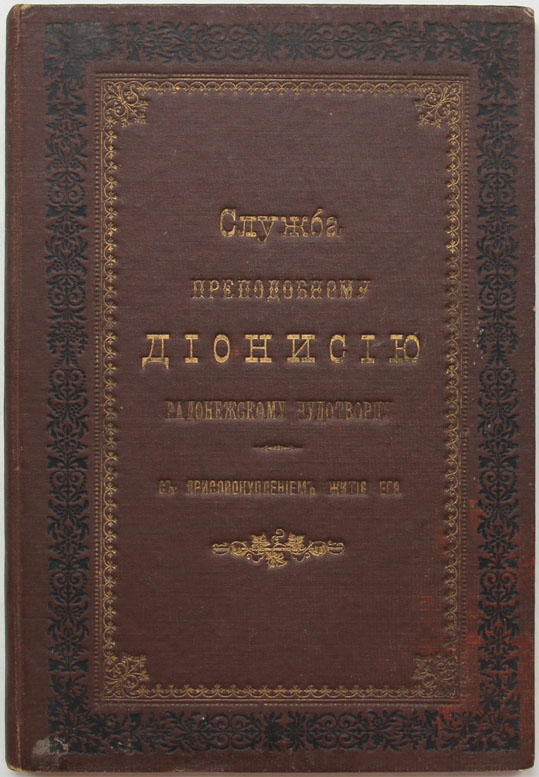 Служба
ПРЕПОДОБНОМУ
ДІОНИСІЮ
РАДОНЕЖСКОМУ ЧУДОТВОРЦУ
СЪ ПРИСОВОКУПЛЕНІЕМЪ ЖИТІЯ ЕГО